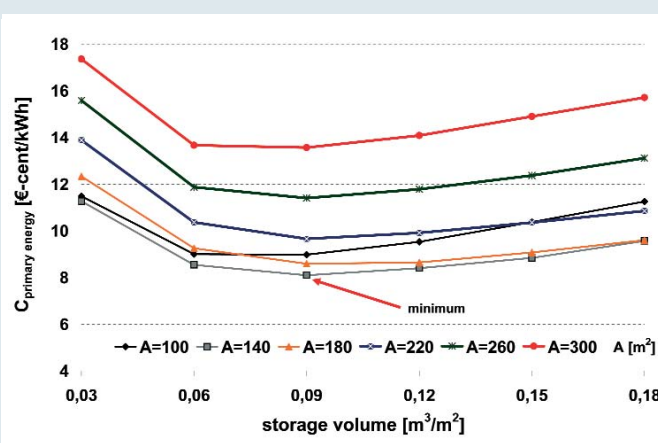 18
16
14
12
10
8
6
4
C primary energy [€-cent/kWh]
minimum
A=100 A=140 A=180 A=220 A=260 A=300 A [m²]
0,03 0,06 0,09 0,12 0,15 0,18
storage volume [m³/m²]